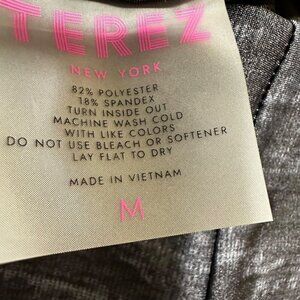 TEREZ
NEW YORK
82% POLYESTER
18% SPANDEX
TURN INSIDE OUT
MACHINE WASH COLD
WITH LIKE COLORS
DO NOT USE BLEACH OR SOFTENER
LAY FLAT TO DRY
MADE IN VIETNAM
M